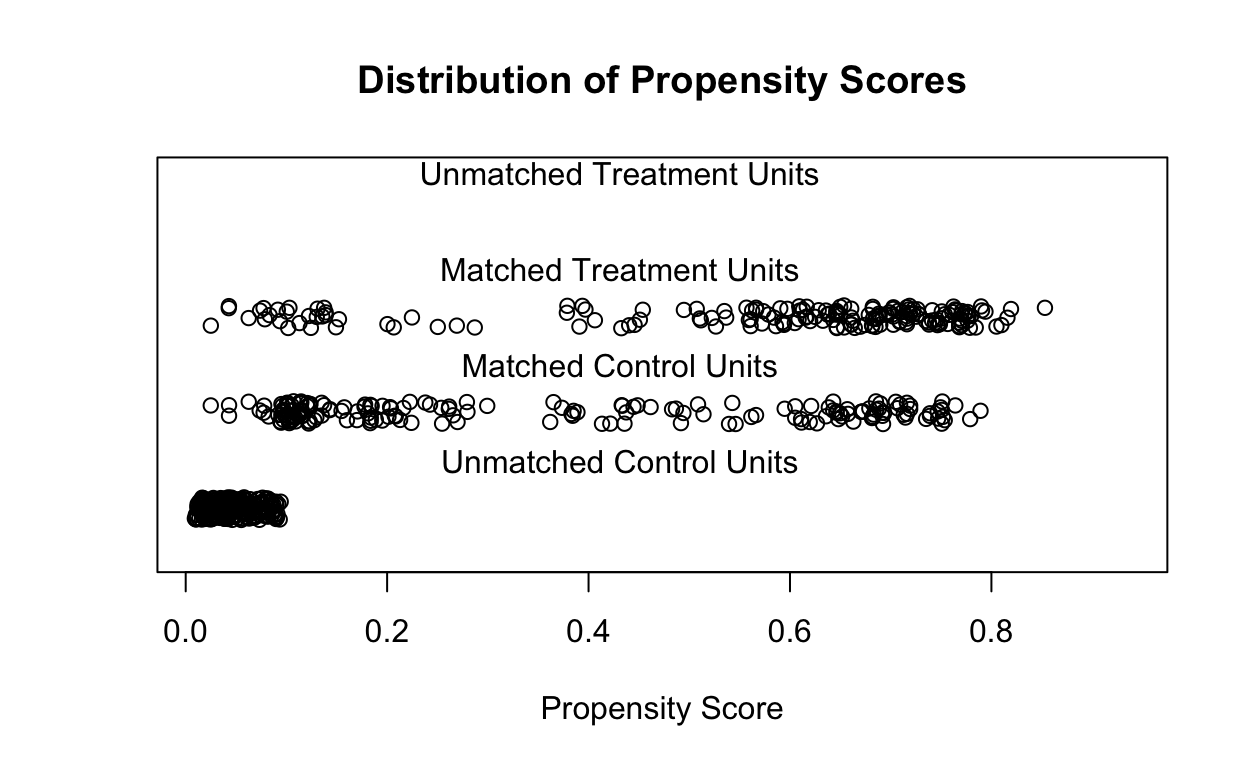 Distribution of Propensity Scores
Unmatched Treatment Units
Matched Treatment Units
Matched Control Units
Unmatched Control Units
0.0 0.2 0.4 0.6 0.8
Propensity Score